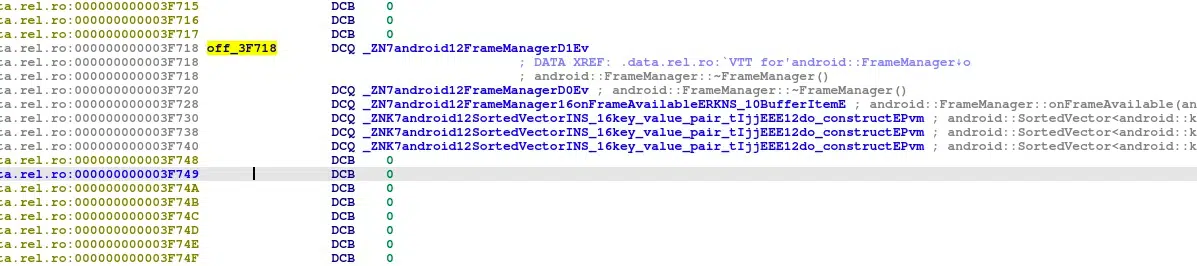 ta.rel.ro:000000000003F715 DCB 0
ta.rel.ro:000000000003F716 DCB 0
ta.rel.ro:000000000003F717 DCB 0
ta.rel.ro:000000000003F718 off_3F718 DCQ _ZN7android12FrameManagerD1Ev
ta.rel.ro:000000000003F718 ; DATA XREF: .data.rel.ro:`VTT for'android::FrameManager↓o
ta.rel.ro:000000000003F718 ; android::FrameManager::~FrameManager()
ta.rel.ro:000000000003F720 DCQ _ZN7android12FrameManagerD0Ev ; android::FrameManager::~FrameManager()
ta.rel.ro:000000000003F728 DCQ _ZN7android12FrameManager16onFrameAvailableERKNS_10BufferItemE ; android::FrameManager::onFrameAvailable(an
ta.rel.ro:000000000003F730 DCQ _ZNK7android12SortedVectorINS_16key_value_pair_tIjjEEE12do_constructEPvm ; android::SortedVector<android::k
ta.rel.ro:000000000003F738 DCQ _ZNK7android12SortedVectorINS_16key_value_pair_tIjjEEE12do_constructEPvm ; android::SortedVector<android::k
ta.rel.ro:000000000003F740 DCQ _ZNK7android12SortedVectorINS_16key_value_pair_tIjjEEE12do_constructEPvm ; android::SortedVector<android::k
ta.rel.ro:000000000003F748 DCB 0
ta.rel.ro:000000000003F749 DCB 0
ta.rel.ro:000000000003F74A DCB 0
ta.rel.ro:000000000003F74B DCB 0
ta.rel.ro:000000000003F74C DCB 0
ta.rel.ro:000000000003F74D DCB 0
ta.rel.ro:000000000003F74E DCB 0
ta.rel.ro:000000000003F74F DCB 0